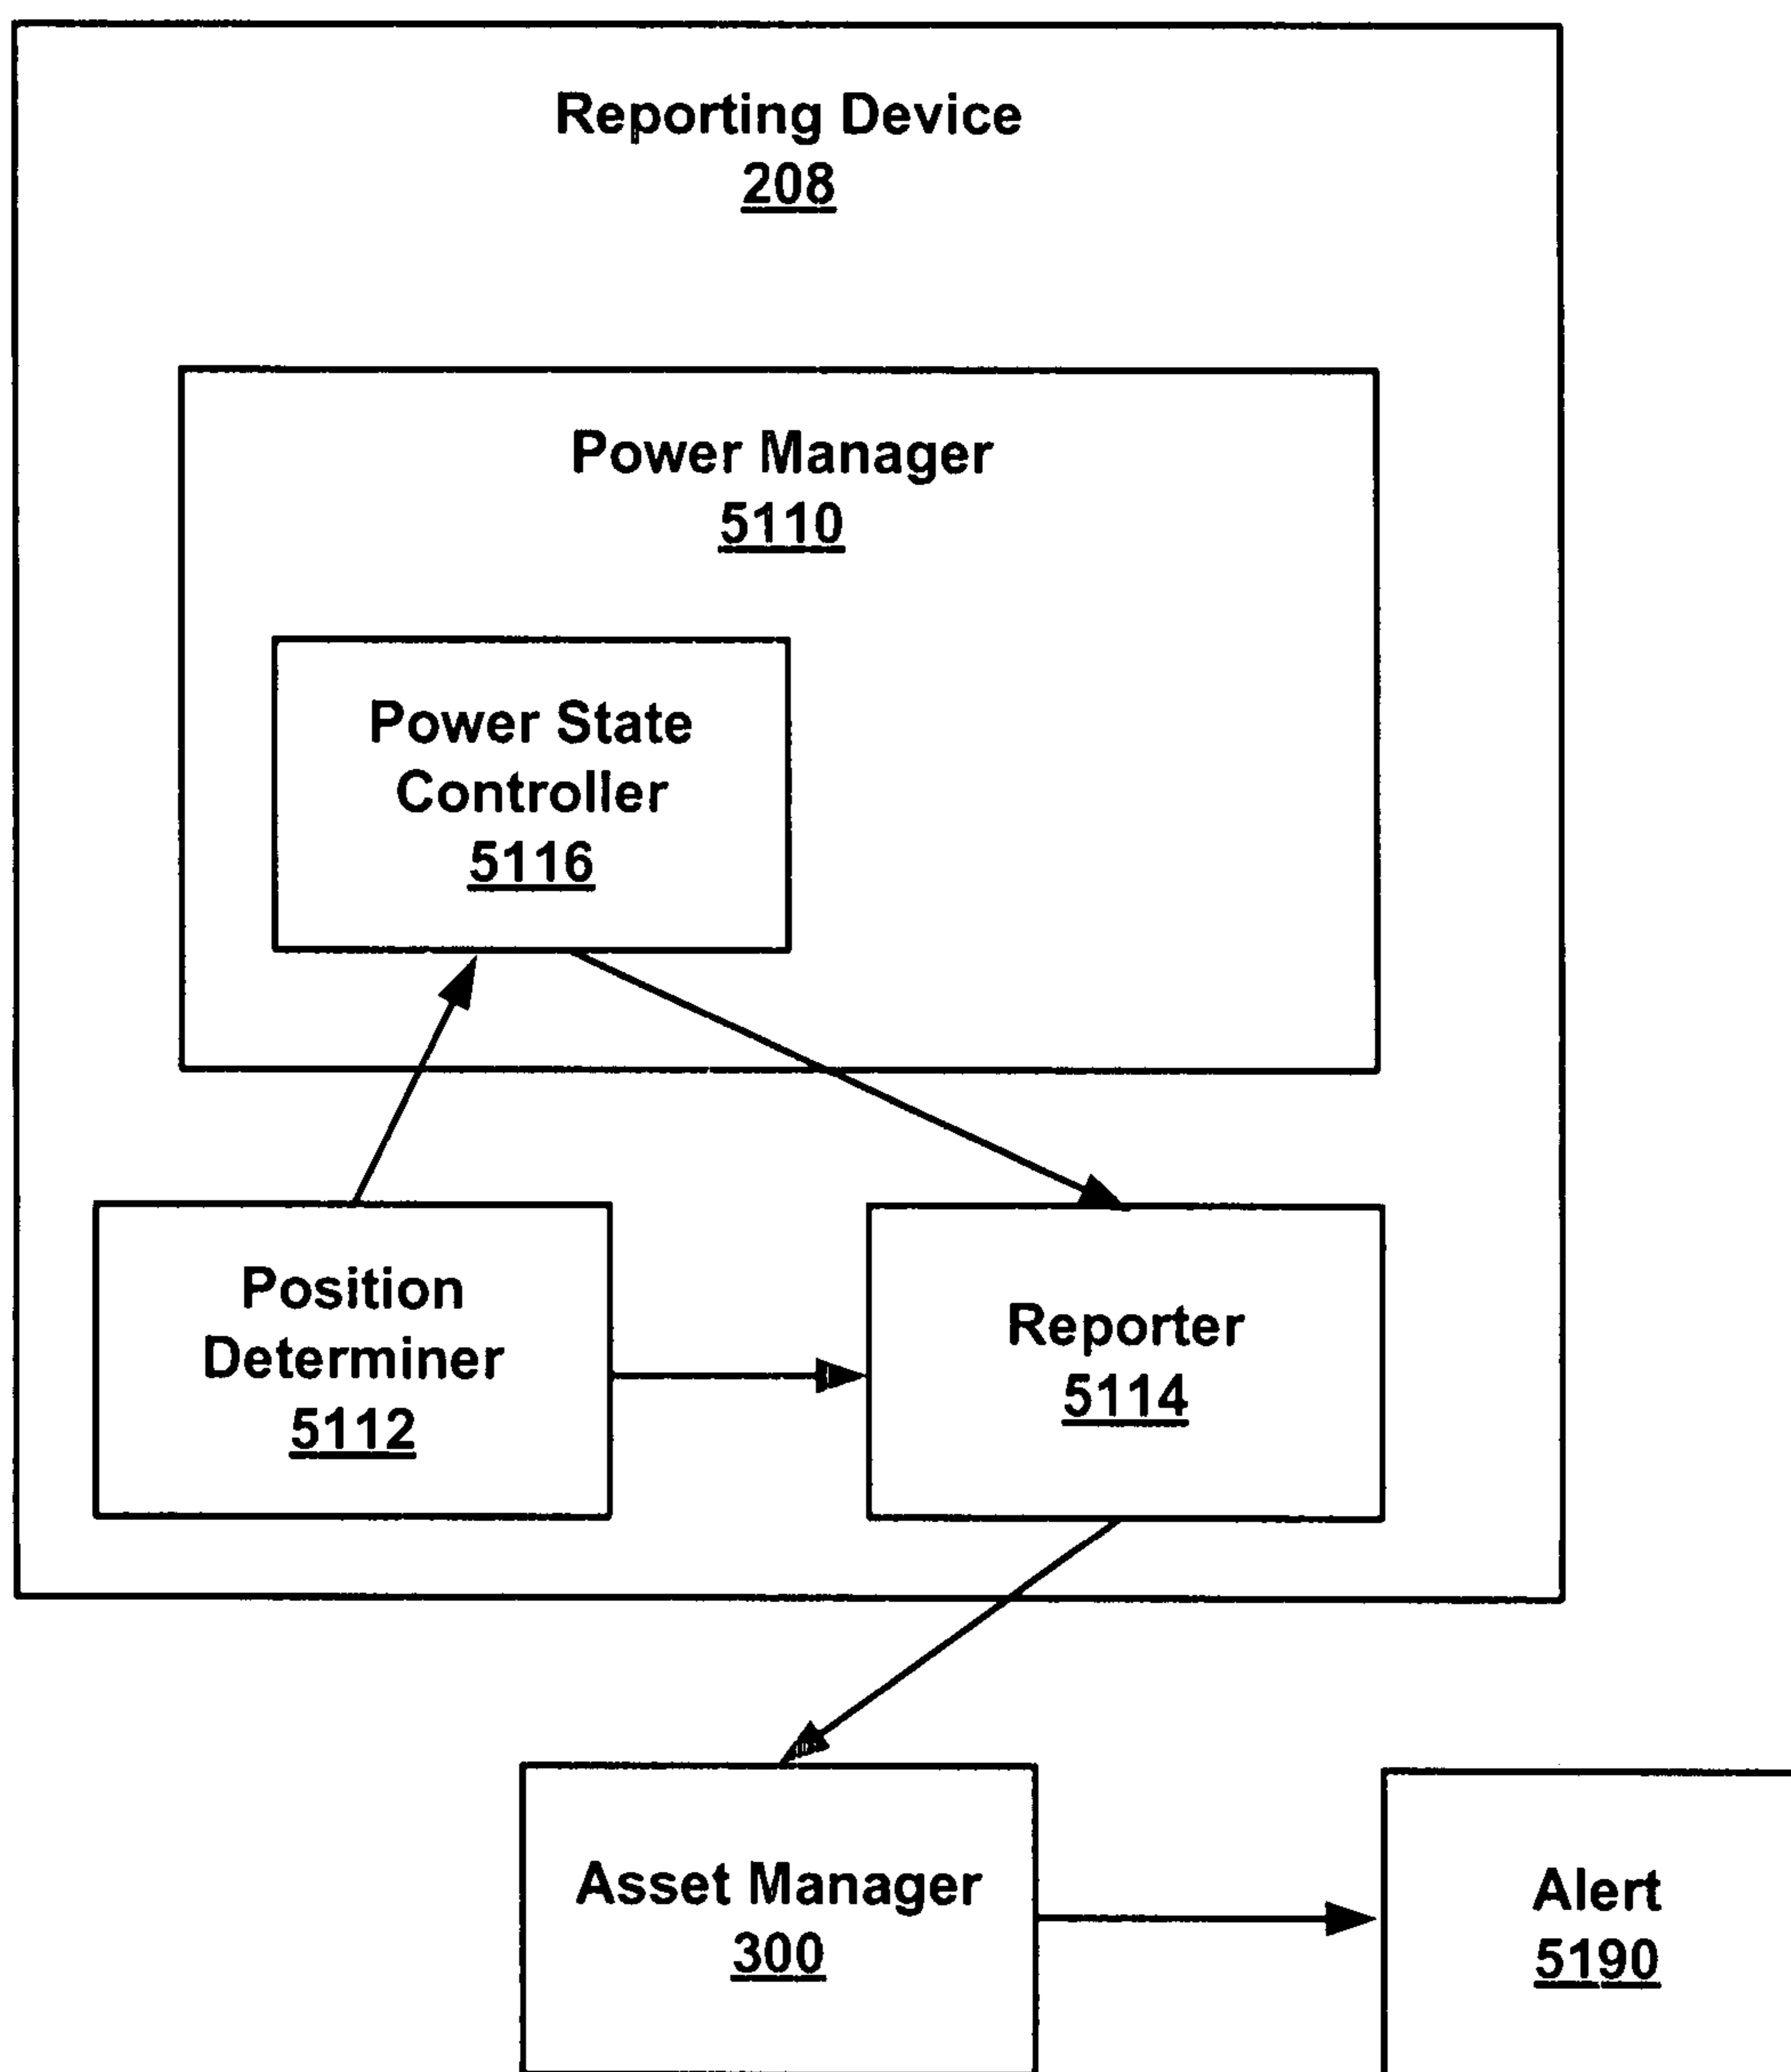 Reporting Device
208
Power Manager
5110
Power State
Controller
5116
Position
Determiner
5112
Reporter
5114
Asset Manager
300
Alert
5190